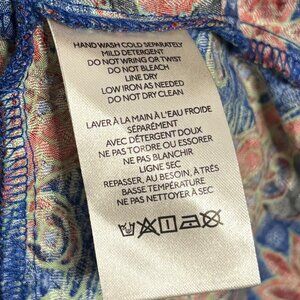 HAND WASH COLD SEPARATELY
MILD DETERGENT
DO NOT WRING OR TWIST
DO NOT BLEACH
LINE DRY
LOW IRON AS NEEDED
DO NOT DRY CLEAN
LAVER À LA MAIN À L'EAU FROIDE
SÉPARÉMENT
AVEC DÉTERGENT DOUX
NE PAS TORDRE OU ESSORER
NE PAS BLANCHIR
LIGNE SEC
REPASSER, AU BESOIN, À TRÈS
BASSE TEMPÉRATURE
NE PAS NETTOYER À SEC